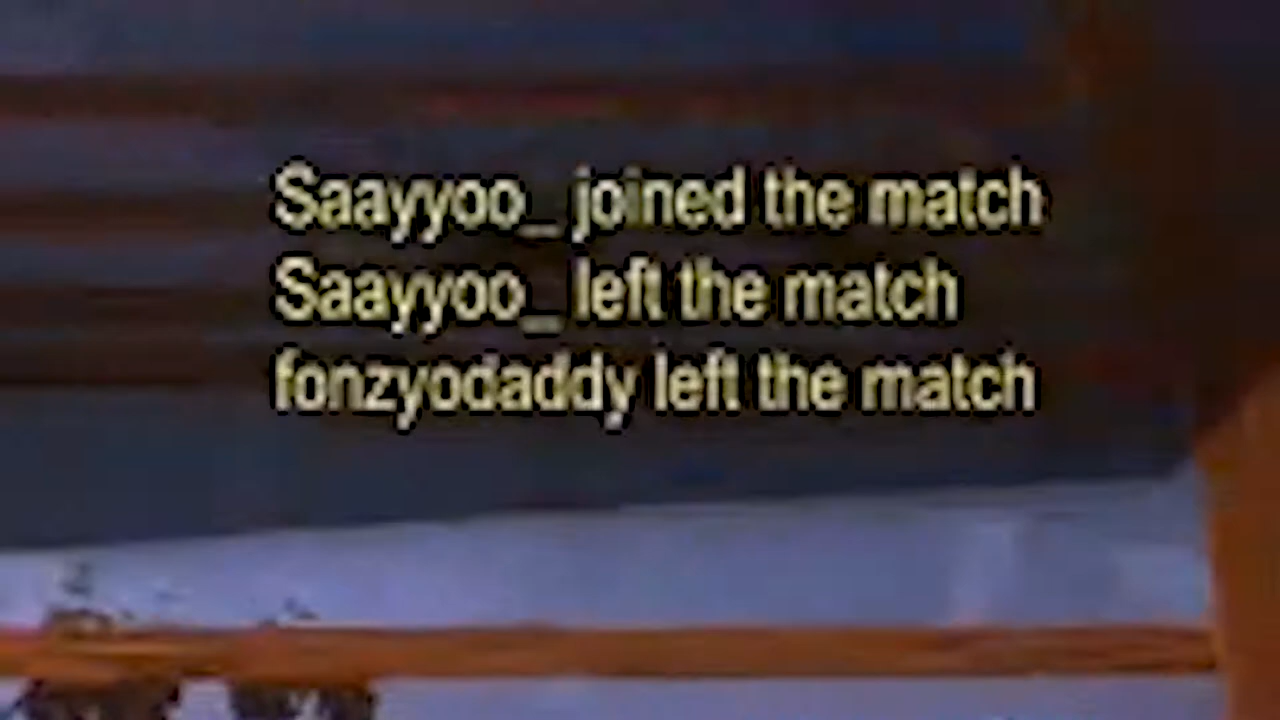 Saayyoo_ joined the match
Saayyoo_ left the match
fonzyodaddy left the match